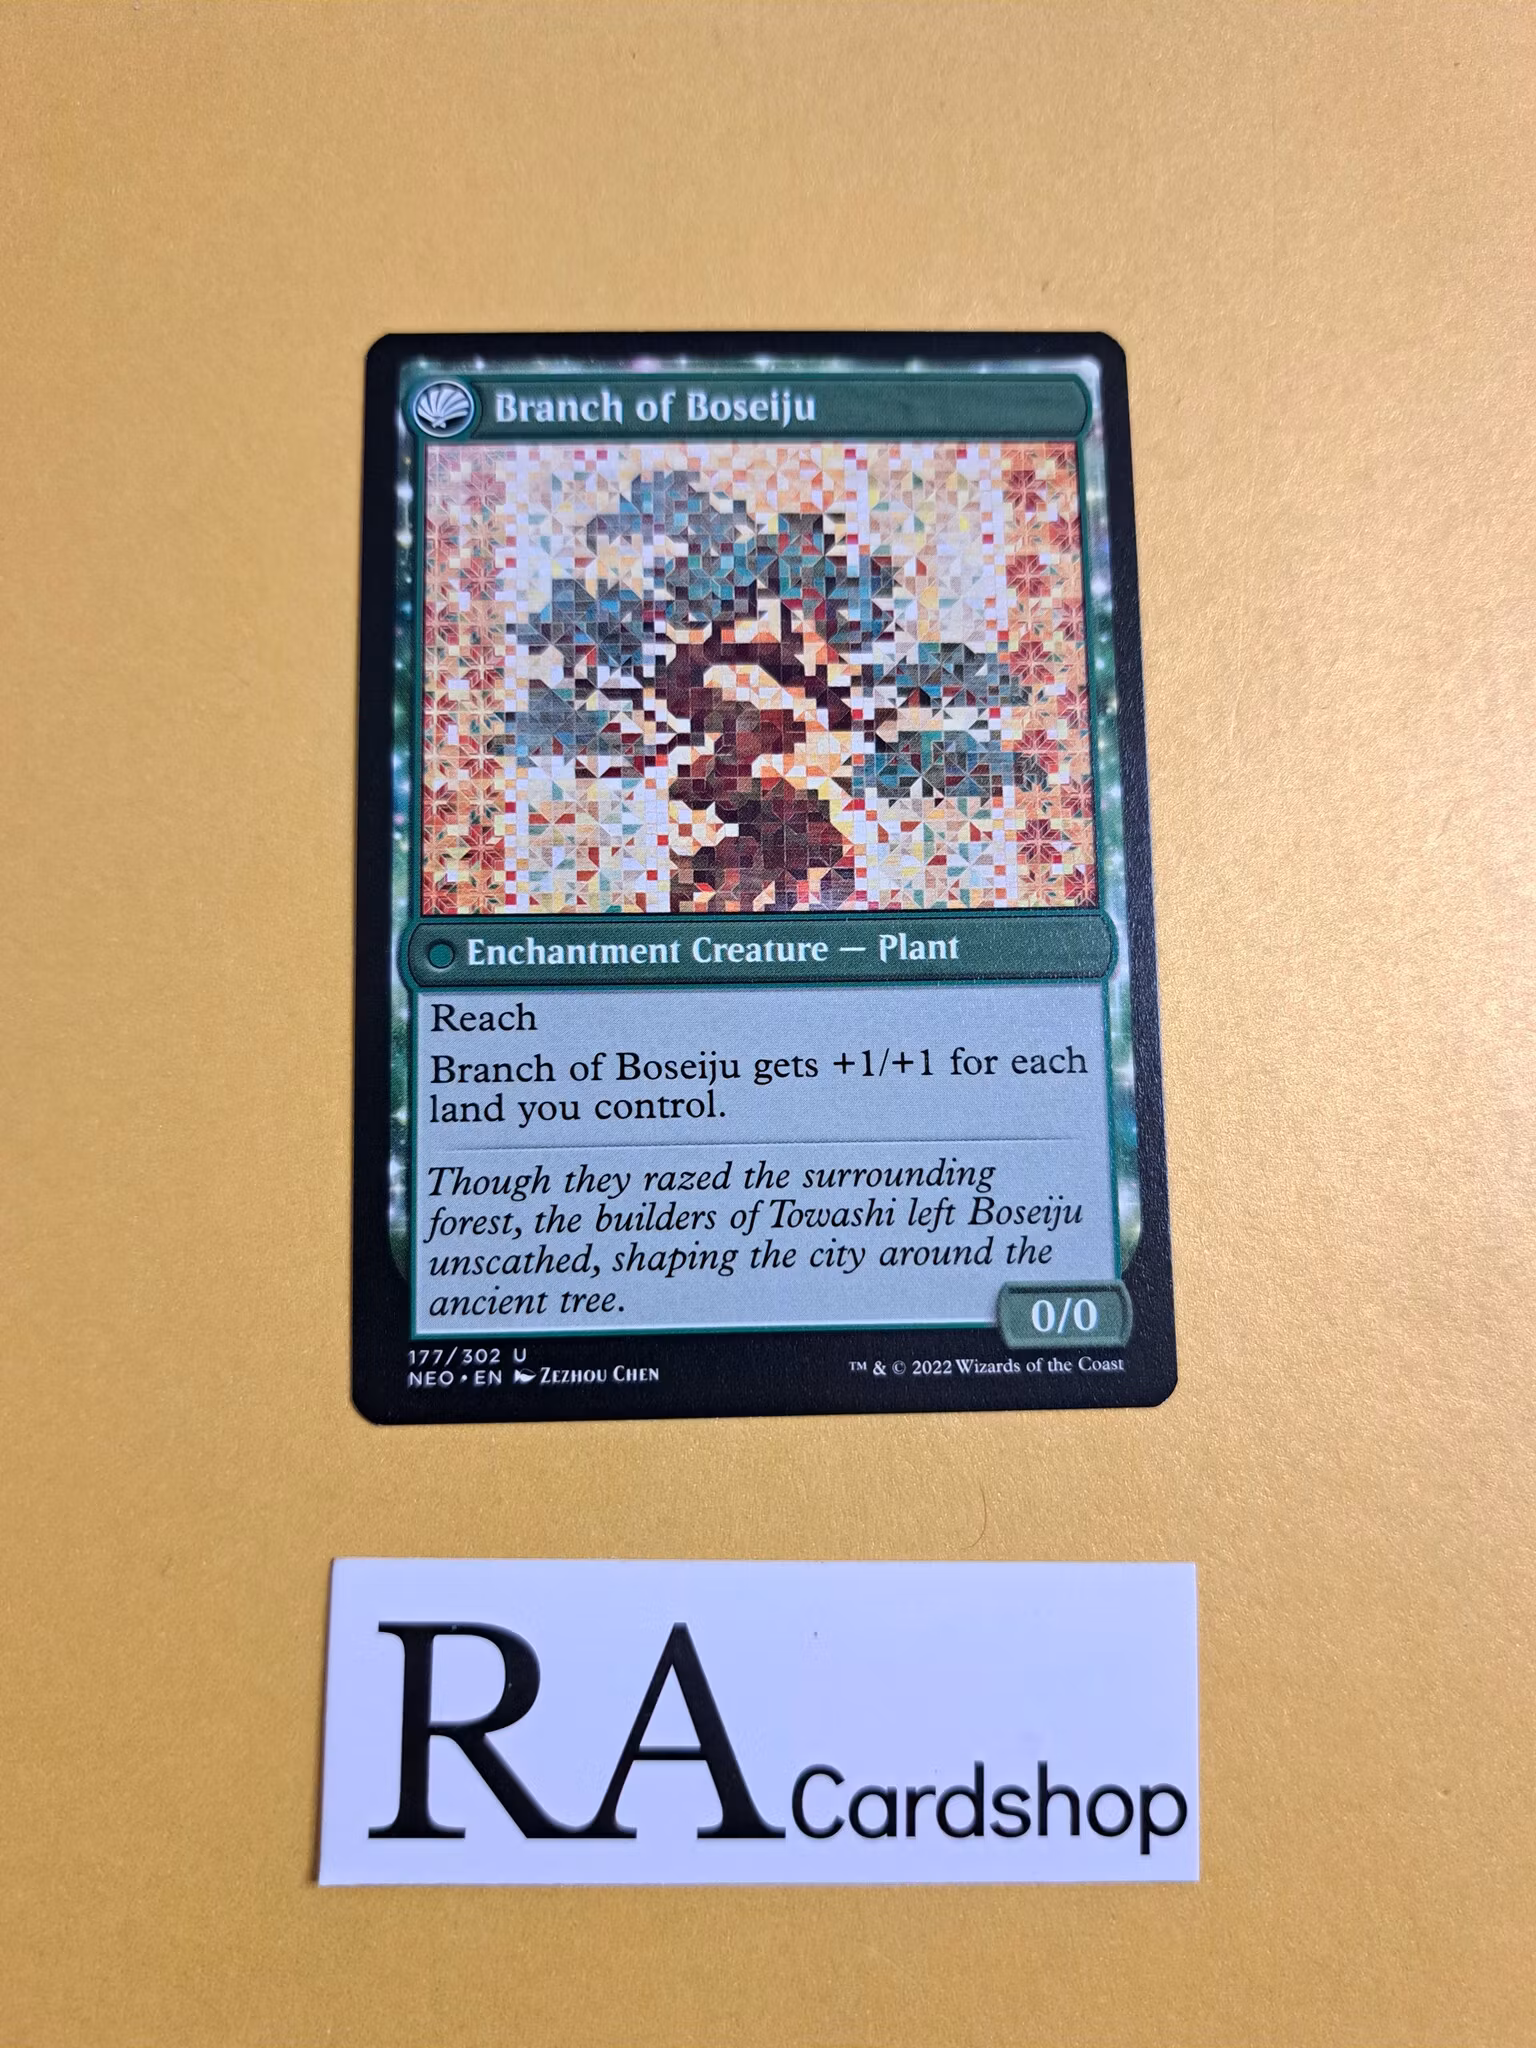 Branch of Boseiju
Enchantment Creature — Plant
Reach
Branch of Boseiju gets +1/+1 for each
land you control.
Though they razed the surrounding
forest, the builders of Towashi left Boseiju
unscathed, shaping the city around the
ancient tree.
0/0
177/302 U
NEO • EN Zezhou Chen
™ & © 2022 Wizards of the Coast
RA Cardshop